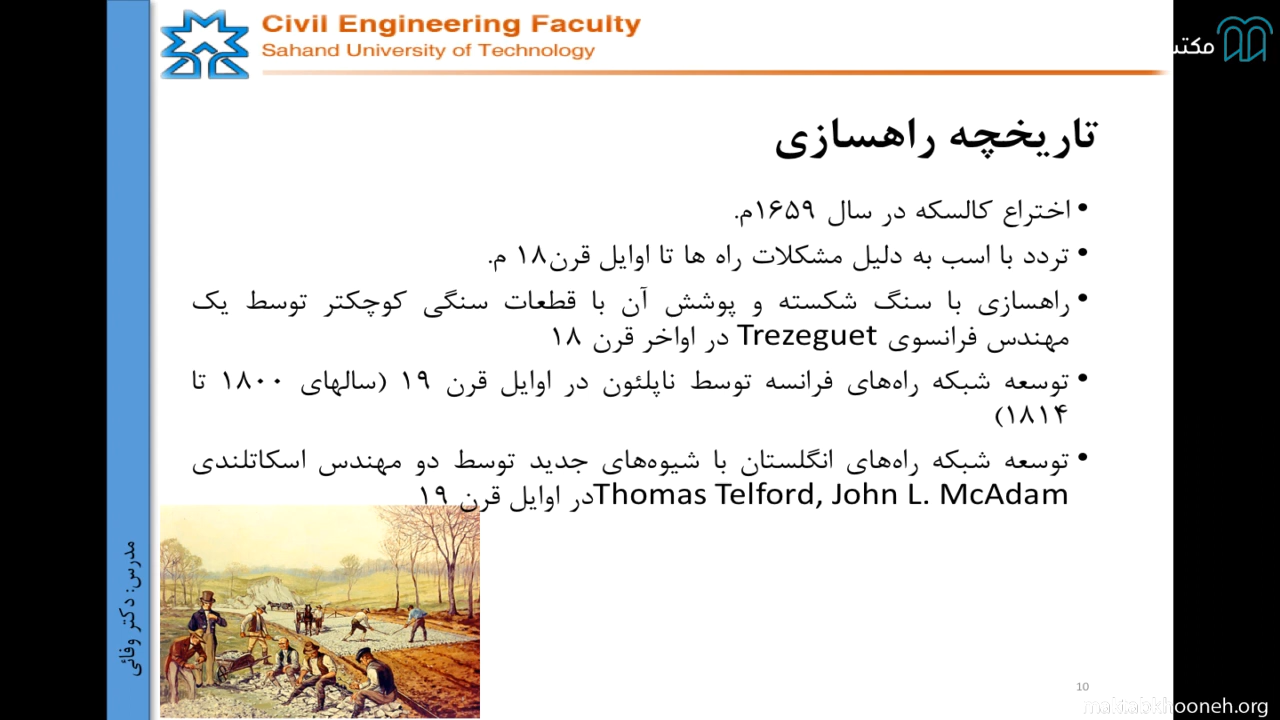 Civil Engineering Faculty
Sahand University of Technology
مکتب
تاریخچه راهسازی
• اختراع کالسکه در سال ۱۶۵۹م.
• تردد با اسب به دلیل مشکلات راه ها تا اوایل قرن۱۸ م.
• راهسازی با سنگ شکسته و پوشش آن با قطعات سنگی کوچکتر توسط یک
مهندس فرانسوی Trezeguet در اواخر قرن ۱۸
• توسعه شبکه راه‌های فرانسه توسط ناپلئون در اوایل قرن ۱۹ (سالهای ۱۸۰۰ تا
۱۸۱۴)
• توسعه شبکه راه‌های انگلستان با شیوه‌های جدید توسط دو مهندس اسکاتلندی
Thomas Telford, John L. McAdamدر اوایل قرن ۱۹
مدرس: دکتر وفائی
10
maktabkhooneh.org